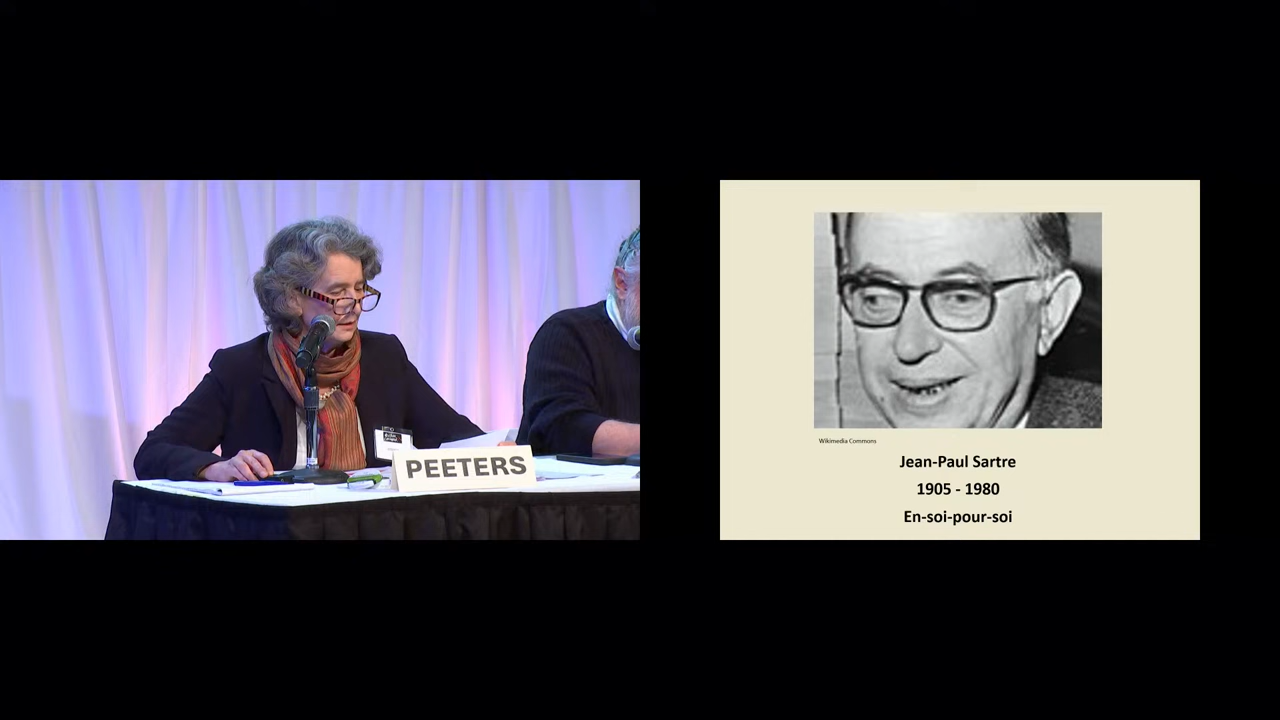 PEETERS
Wikimedia Commons
Jean-Paul Sartre
1905 - 1980
En-soi-pour-soi